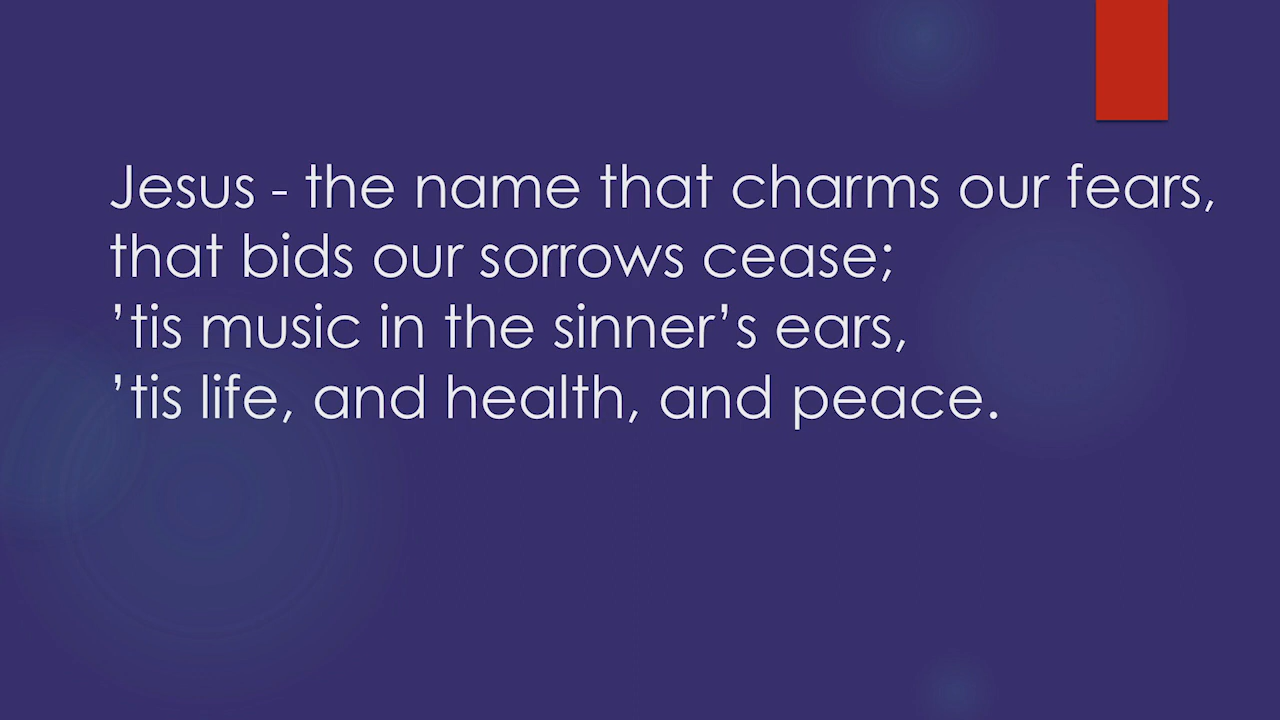 Jesus - the name that charms our fears,
that bids our sorrows cease;
’tis music in the sinner’s ears,
’tis life, and health, and peace.